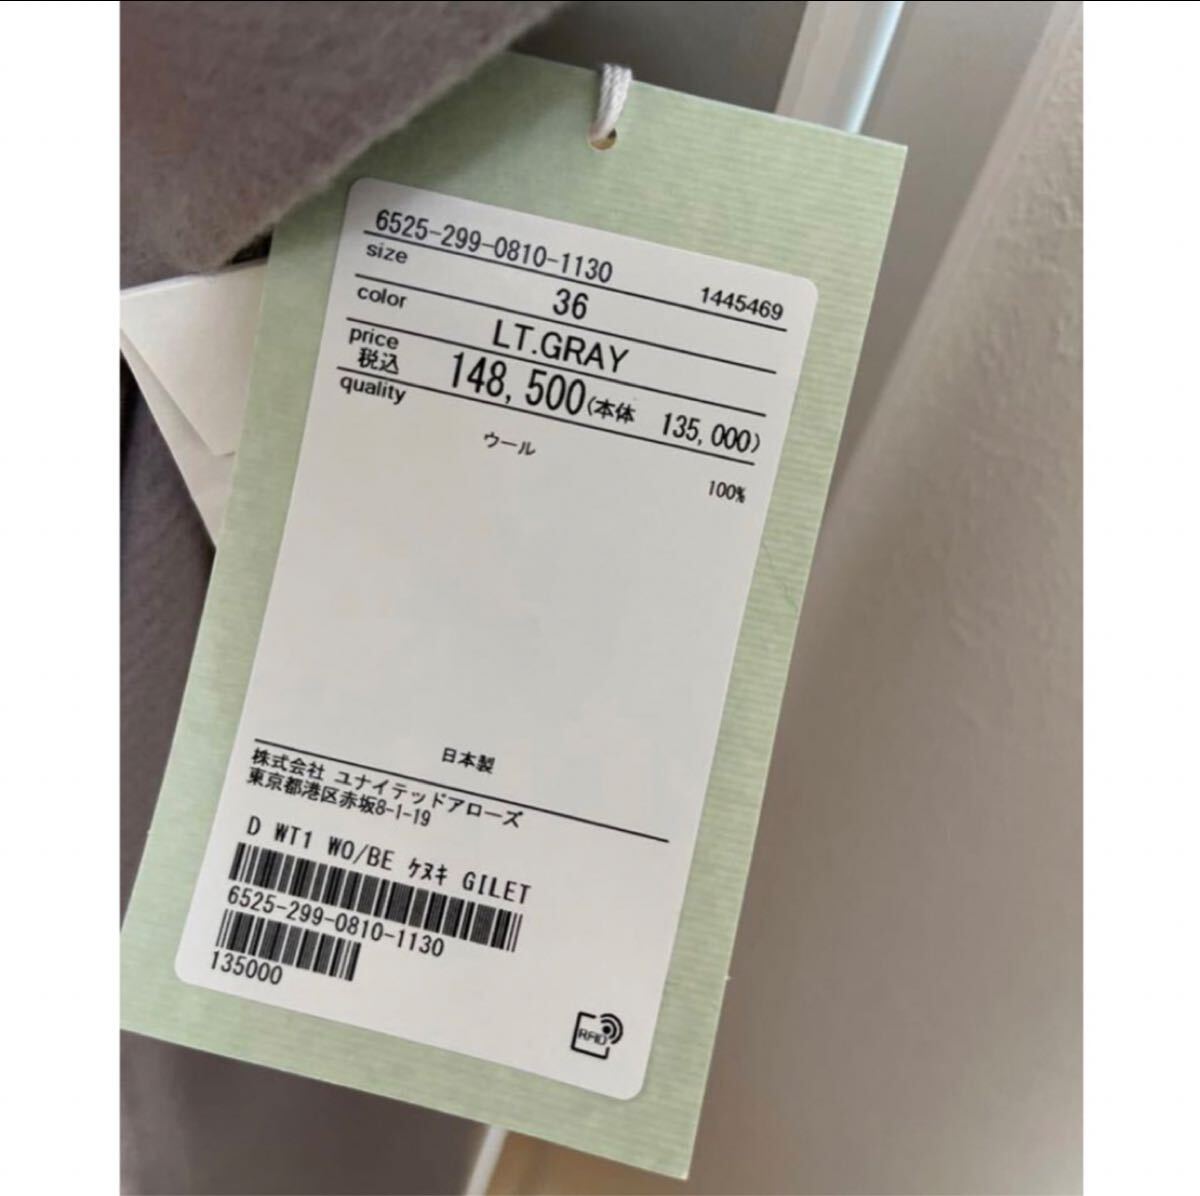 6525-299-0810-1130
1445469
size 36
color LT.GRAY
price 税込 148,500(本体 135,000)
quality
ウール 100%
日本製
株式会社 ユナイテッドアローズ
東京都港区赤坂8-1-19
D WT1 WO/BE ケヌキ GILET
6525-299-0810-1130
135000
RFID